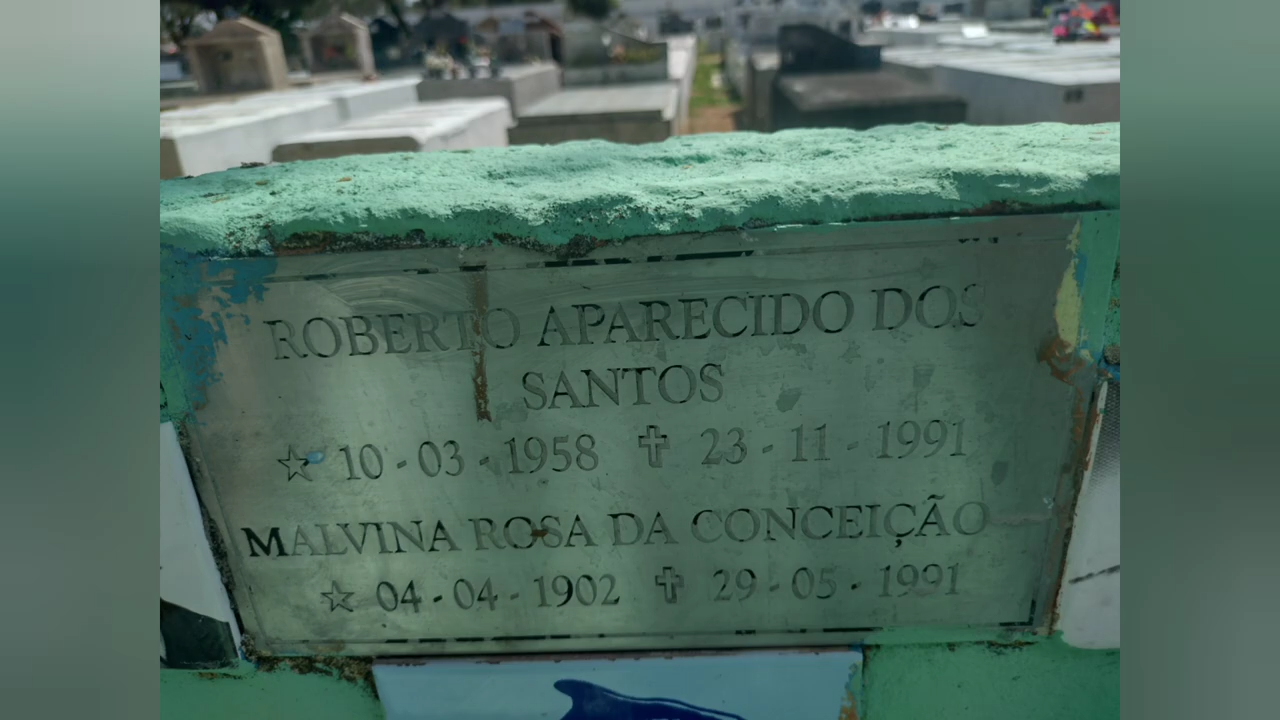 ROBERTO APARECIDO DOS
SANTOS
☆ 10 - 03 - 1958 ✝ 23 - 11 - 1991
MALVINA ROSA DA CONCEIÇÃO
☆ 04 - 04 - 1902 ✝ 29 - 05 - 1991